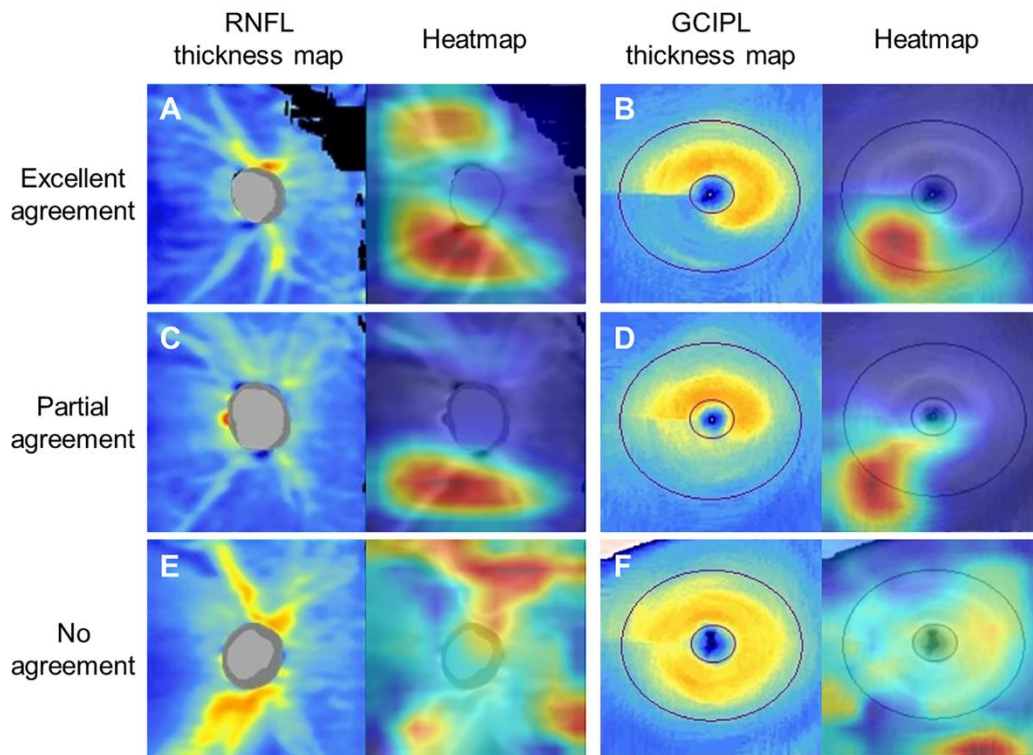 RNFL
thickness map
Heatmap
GCIPL
thickness map
Heatmap
Excellent
agreement
A
B
Partial
agreement
C
D
No
agreement
E
F